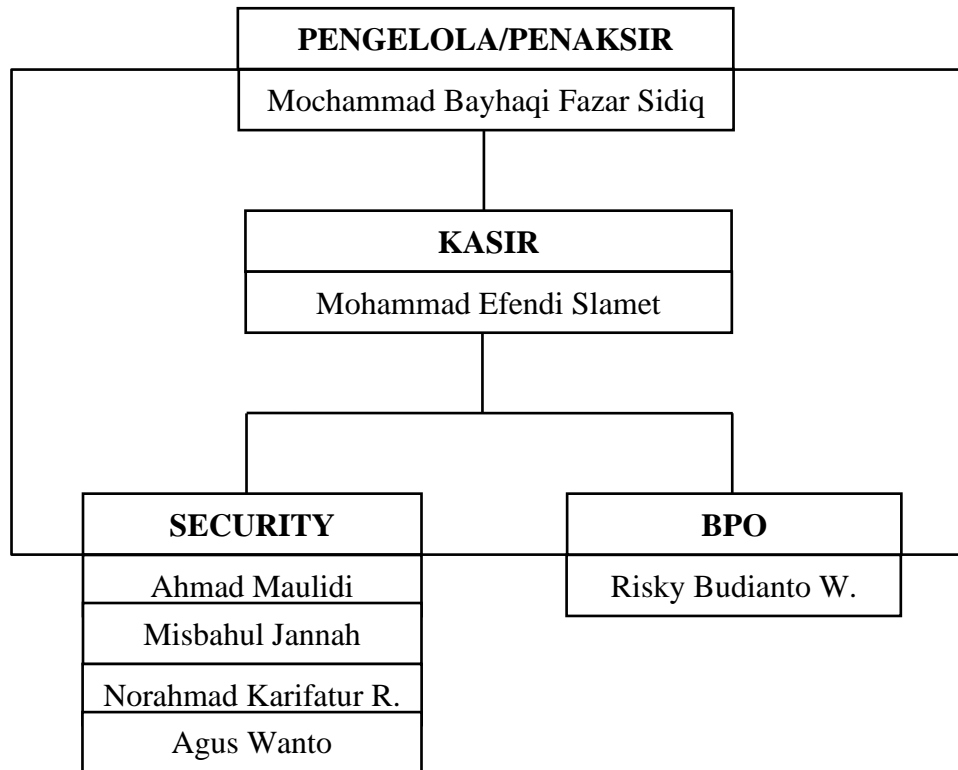 PENGELOLA/PENAKSIR
Mochammad Bayhaqi Fazar Sidiq
KASIR
Mohammad Efendi Slamet
SECURITY
Ahmad Maulidi
Misbahul Jannah
Norahmad Karifatur R.
Agus Wanto
BPO
Risky Budianto W.